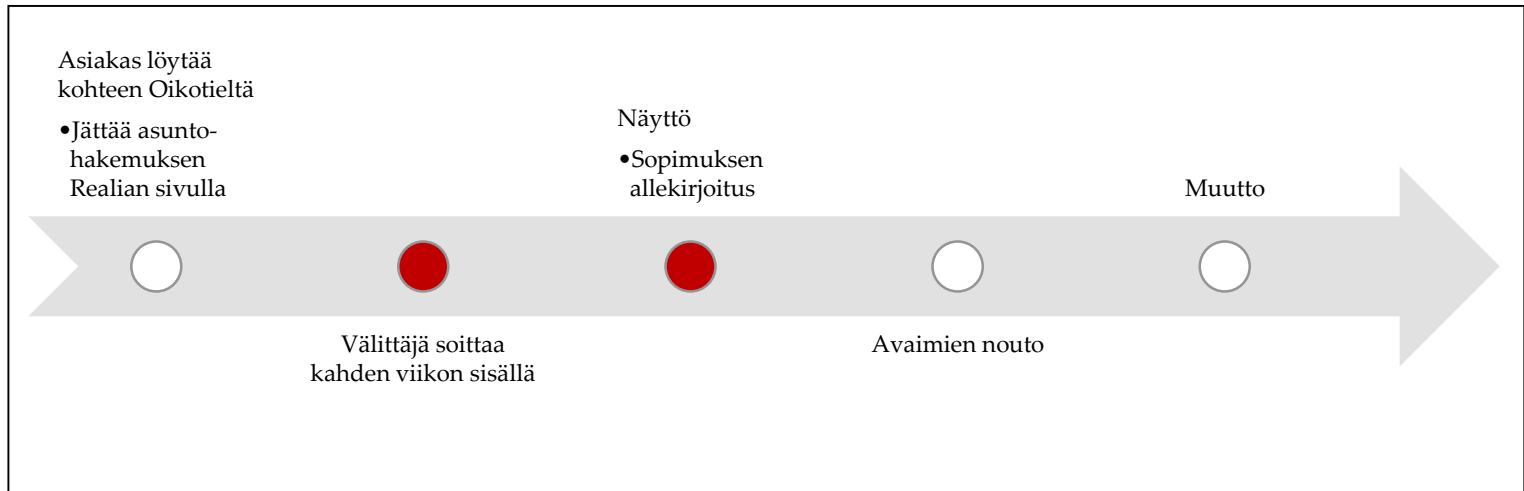 Asiakas löytää
kohteen Oikotieltä
•Jättää asunto-
hakemuksen
Realian sivulla
Välittäjä soittaa
kahden viikon sisällä
Näyttö
•Sopimuksen
allekirjoitus
Avaimien nouto
Muutto